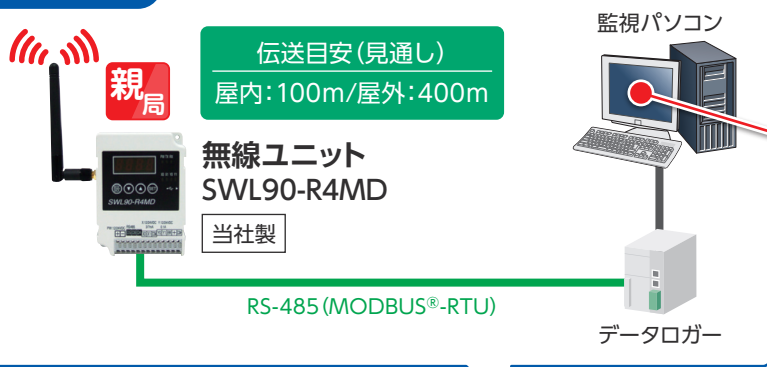 監視パソコン
伝送目安(見通し)
屋内:100m/屋外:400m
親局
無線ユニット
SWL90-R4MD
当社製
SWL90-R4MD
RS-485(MODBUS®-RTU)
データロガー